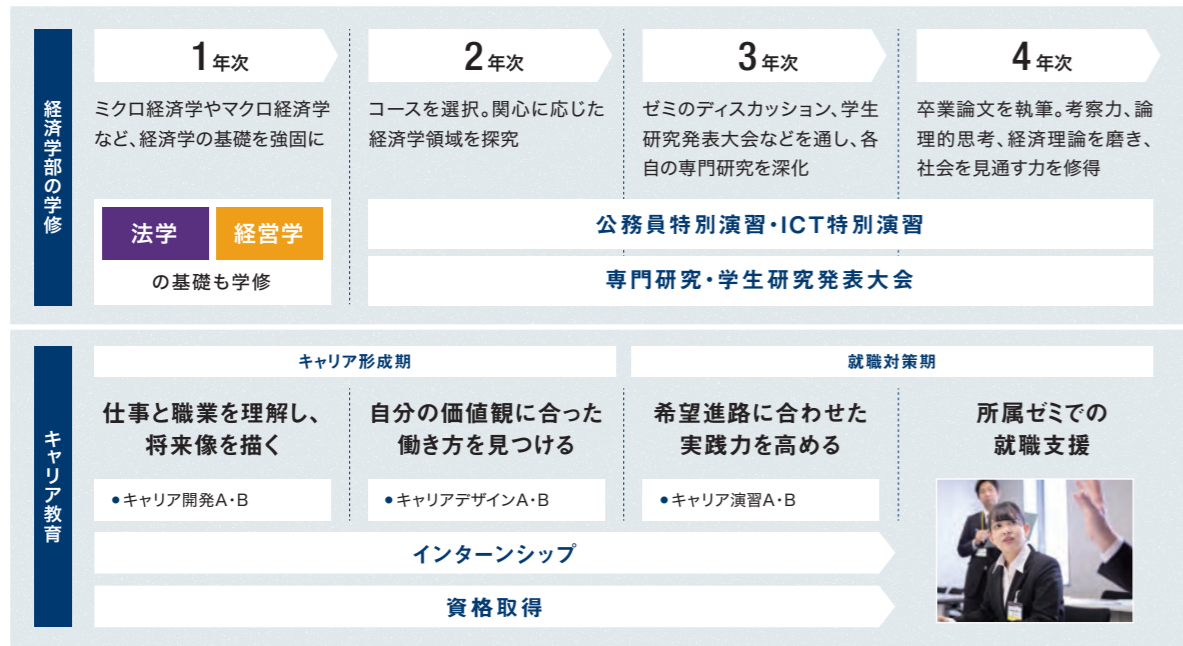 経済学部の学修
1年次
ミクロ経済学やマクロ経済学
など、経済学の基礎を強固に
法学
経営学
の基礎も学修
2年次
コースを選択。関心に応じた
経済学領域を探究
3年次
ゼミのディスカッション、学生
研究発表大会などを通し、各
自の専門研究を深化
4年次
卒業論文を執筆。考察力、論
理的思考、経済理論を磨き、
社会を見通す力を修得
公務員特別演習・ICT特別演習
専門研究・学生研究発表大会
キャリア教育
キャリア形成期
就職対策期
仕事と職業を理解し、
将来像を描く
•キャリア開発A・B
自分の価値観に合った
働き方を見つける
•キャリアデザインA・B
希望進路に合わせた
実践力を高める
•キャリア演習A・B
所属ゼミでの
就職支援
インターンシップ
資格取得